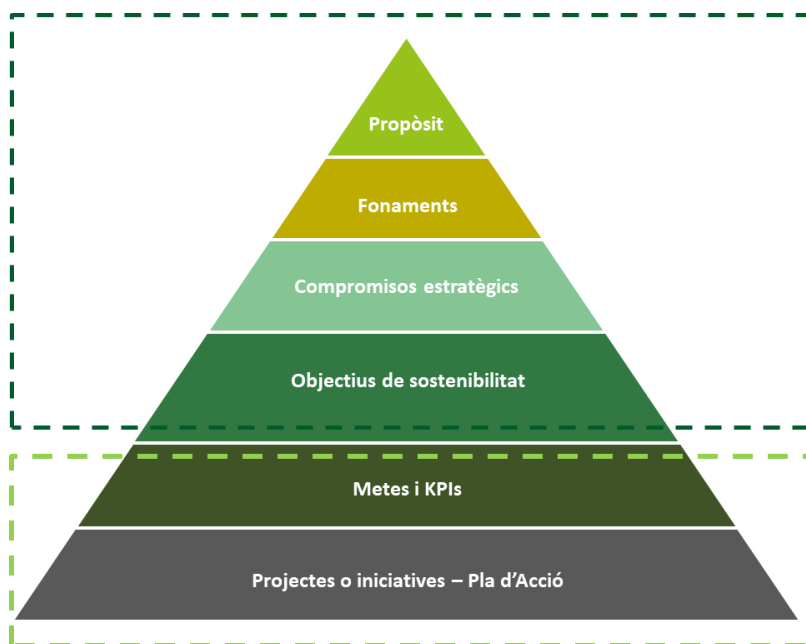 Propòsit
Fonaments
Compromisos estratègics
Objectius de sostenibilitat
Metes i KPIs
Projectes o iniciatives – Pla d’Acció